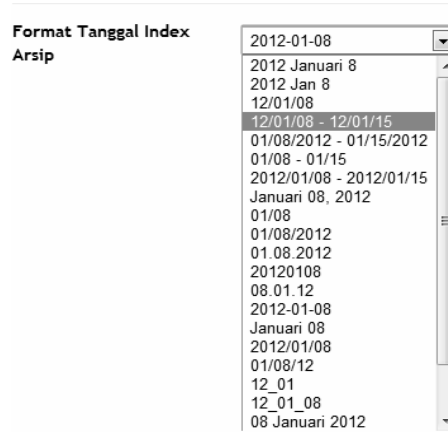 Format Tanggal Index
Arsip
2012-01-08
2012 Januari 8
2012 Jan 8
12/01/08
12/01/08 - 12/01/15
01/08/2012 - 01/15/2012
01/08 - 01/15
2012/01/08 - 2012/01/15
Januari 08, 2012
01/08
01/08/2012
01.08.2012
20120108
08.01.12
2012-01-08
Januari 08
2012/01/08
01/08/12
12_01
12_01_08
08 Januari 2012